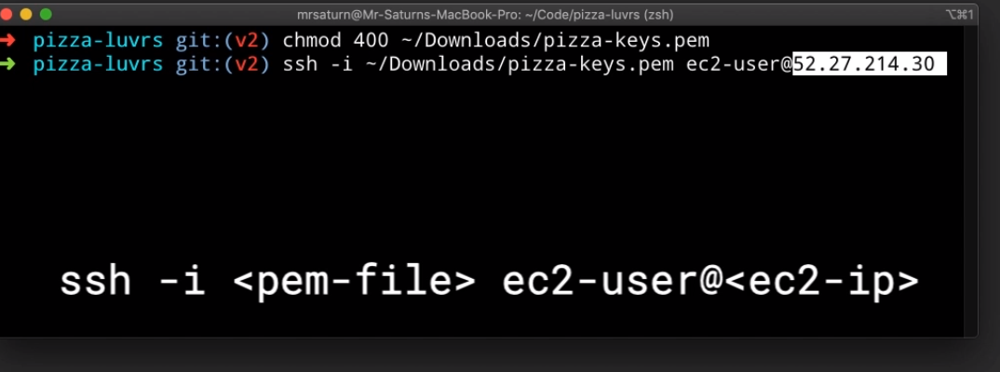 mrsaturn@Mr-Saturns-MacBook-Pro: ~/Code/pizza-luvrs (zsh) ⌥⌘1
➜ pizza-luvrs git:(v2) chmod 400 ~/Downloads/pizza-keys.pem
➜ pizza-luvrs git:(v2) ssh -i ~/Downloads/pizza-keys.pem ec2-user@52.27.214.30
ssh -i <pem-file> ec2-user@<ec2-ip>